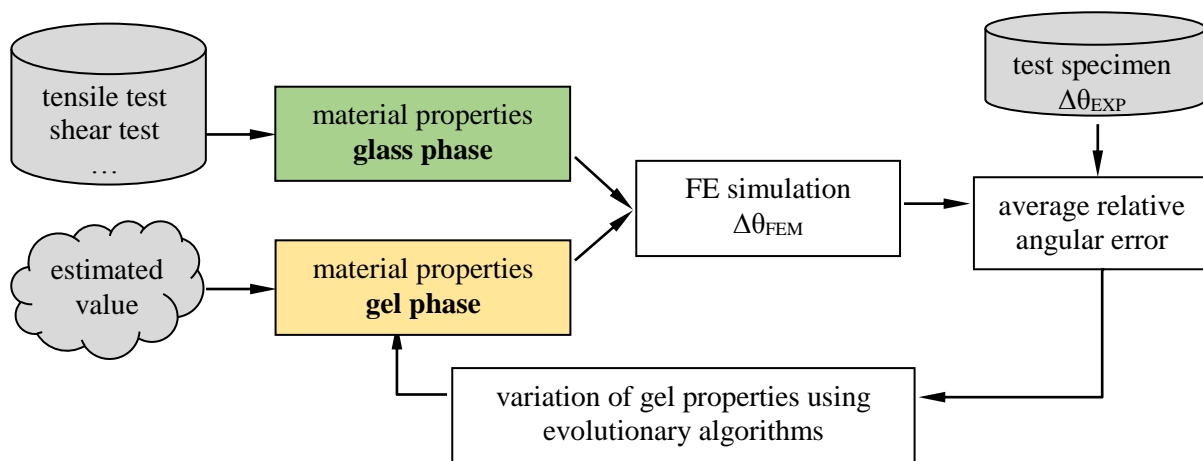 tensile test
shear test
…
material properties
glass phase
test specimen
ΔθEXP
FE simulation
ΔθFEM
average relative
angular error
estimated
value
material properties
gel phase
variation of gel properties using
evolutionary algorithms